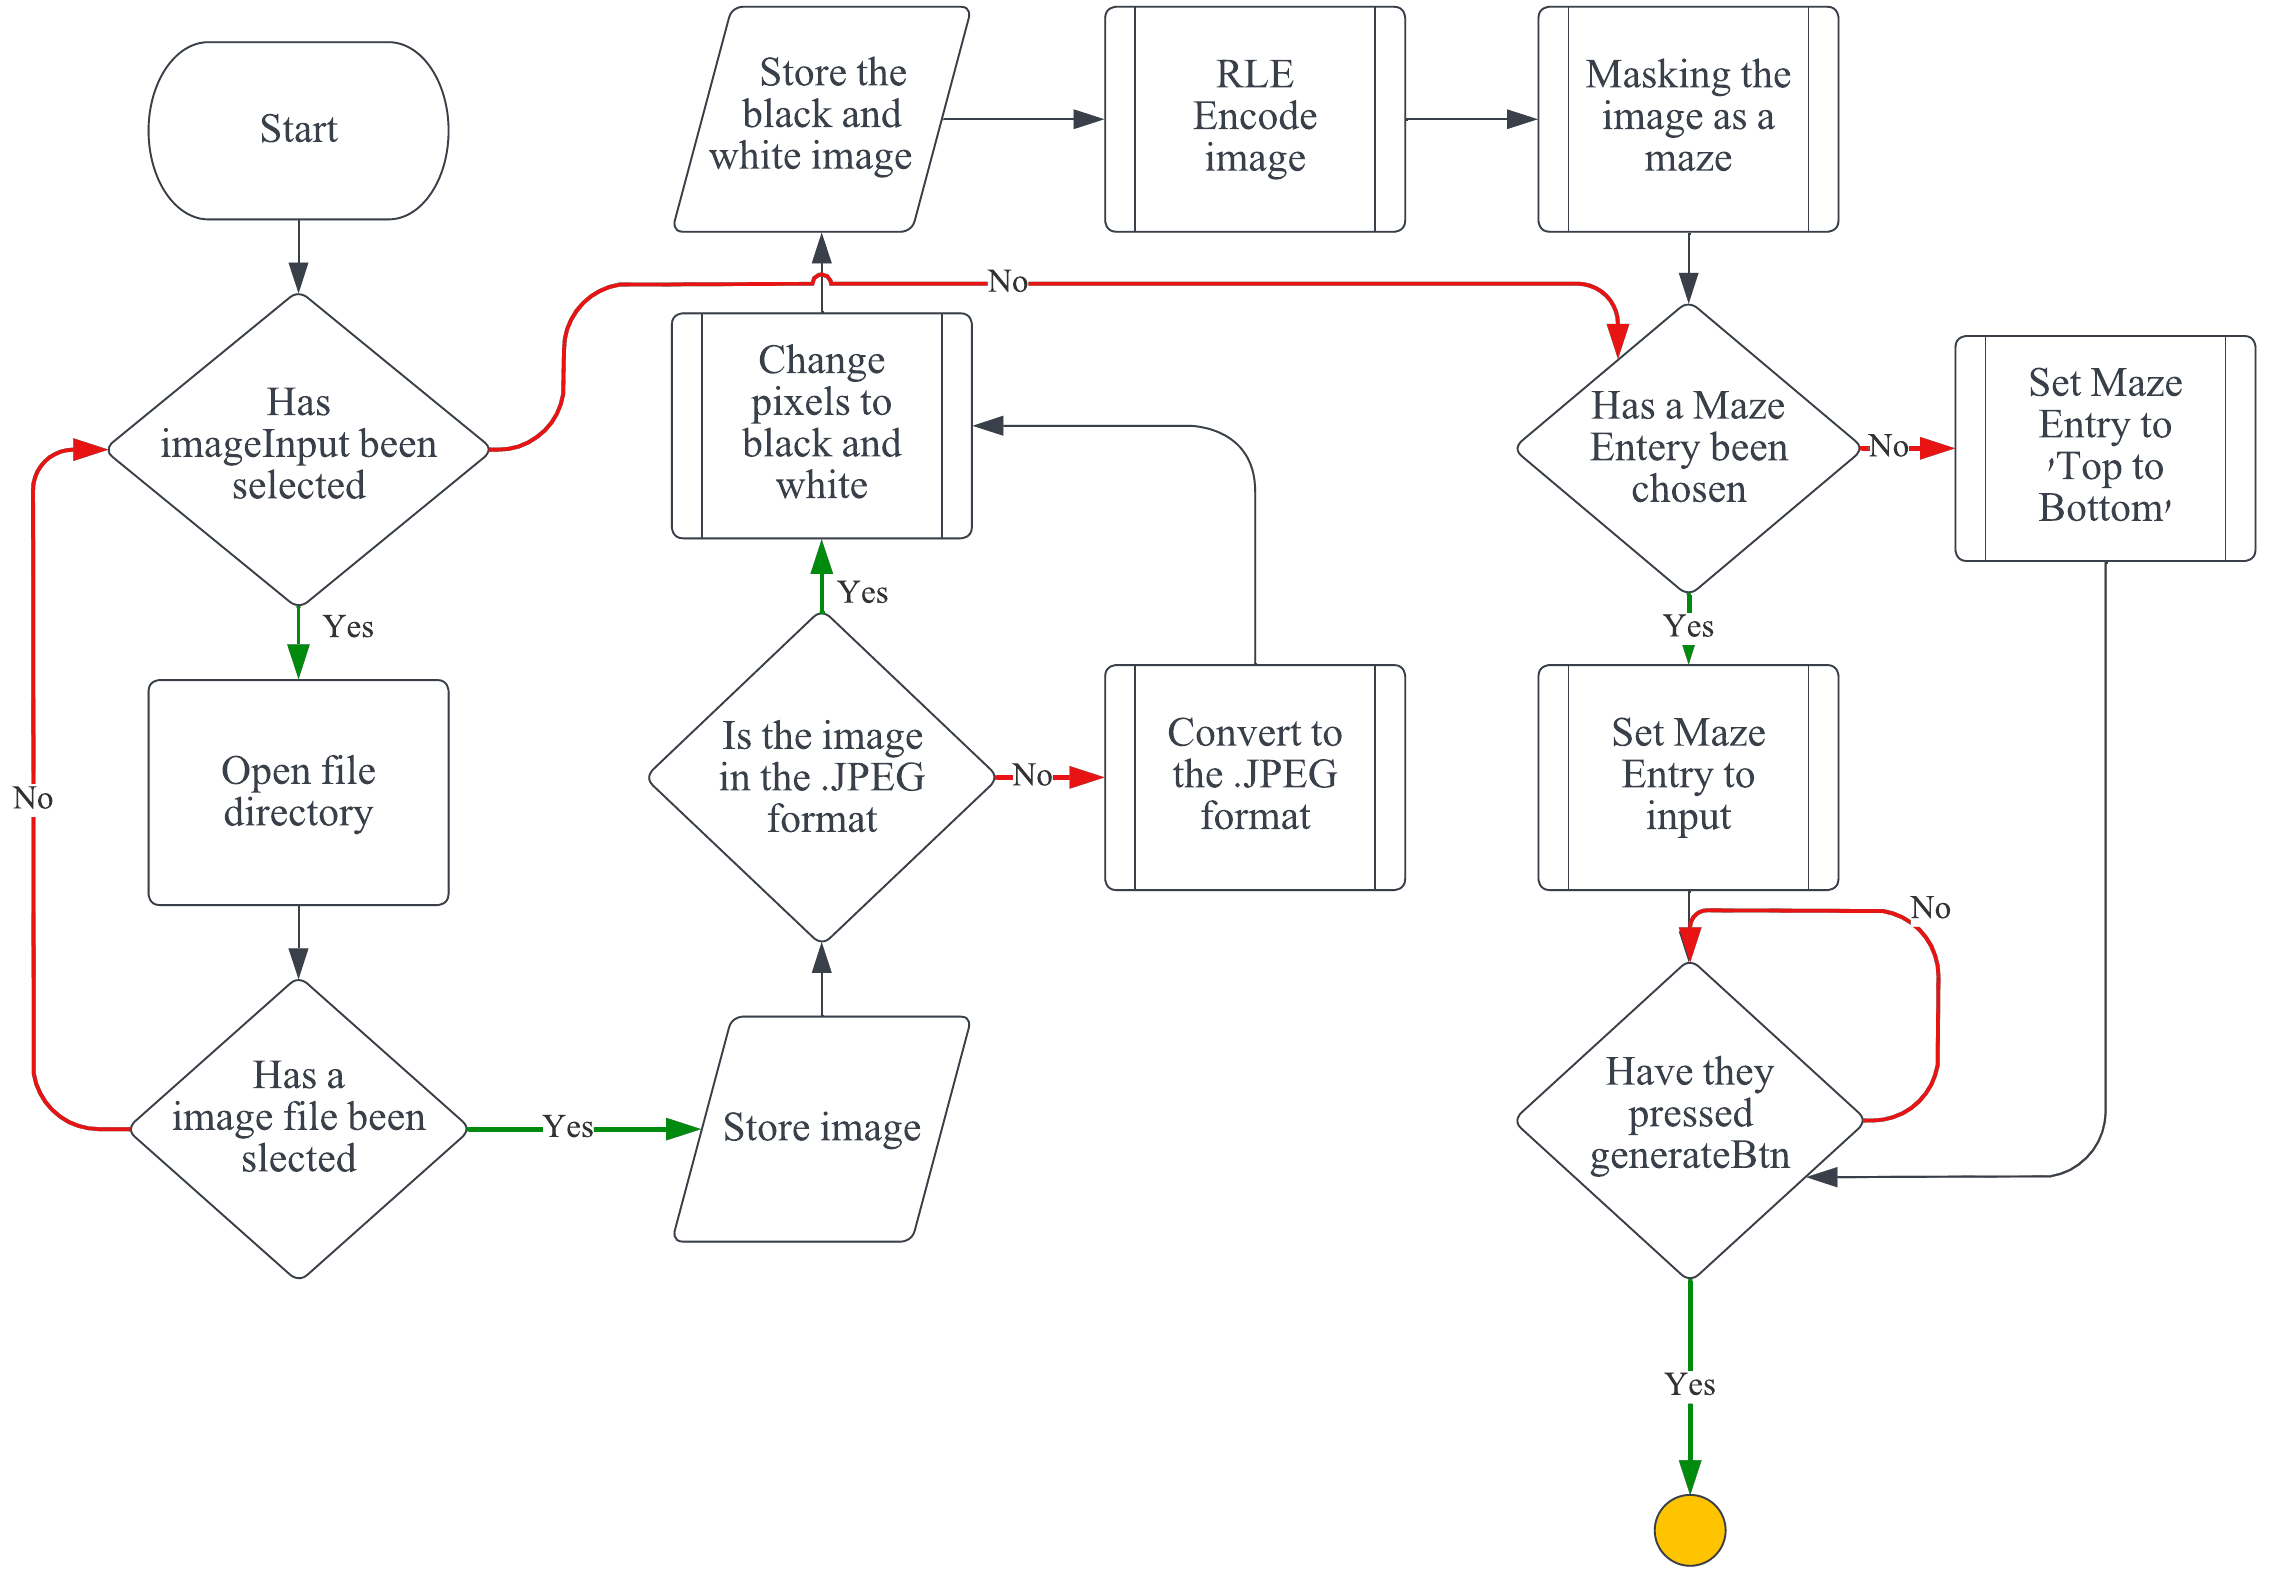 Start
Has
imageInput been
selected
Yes
No
Open file
directory
Has a
image file been
slected
No
Yes
Store image
Is the image
in the .JPEG
format
Yes
No
Convert to
the .JPEG
format
Change
pixels to
black and
white
Store the
black and
white image
RLE
Encode
image
Masking the
image as a
maze
Has a Maze
Entery been
chosen
No
Set Maze
Entry to
'Top to
Bottom'
Yes
Set Maze
Entry to
input
Have they
pressed
generateBtn
No
Yes